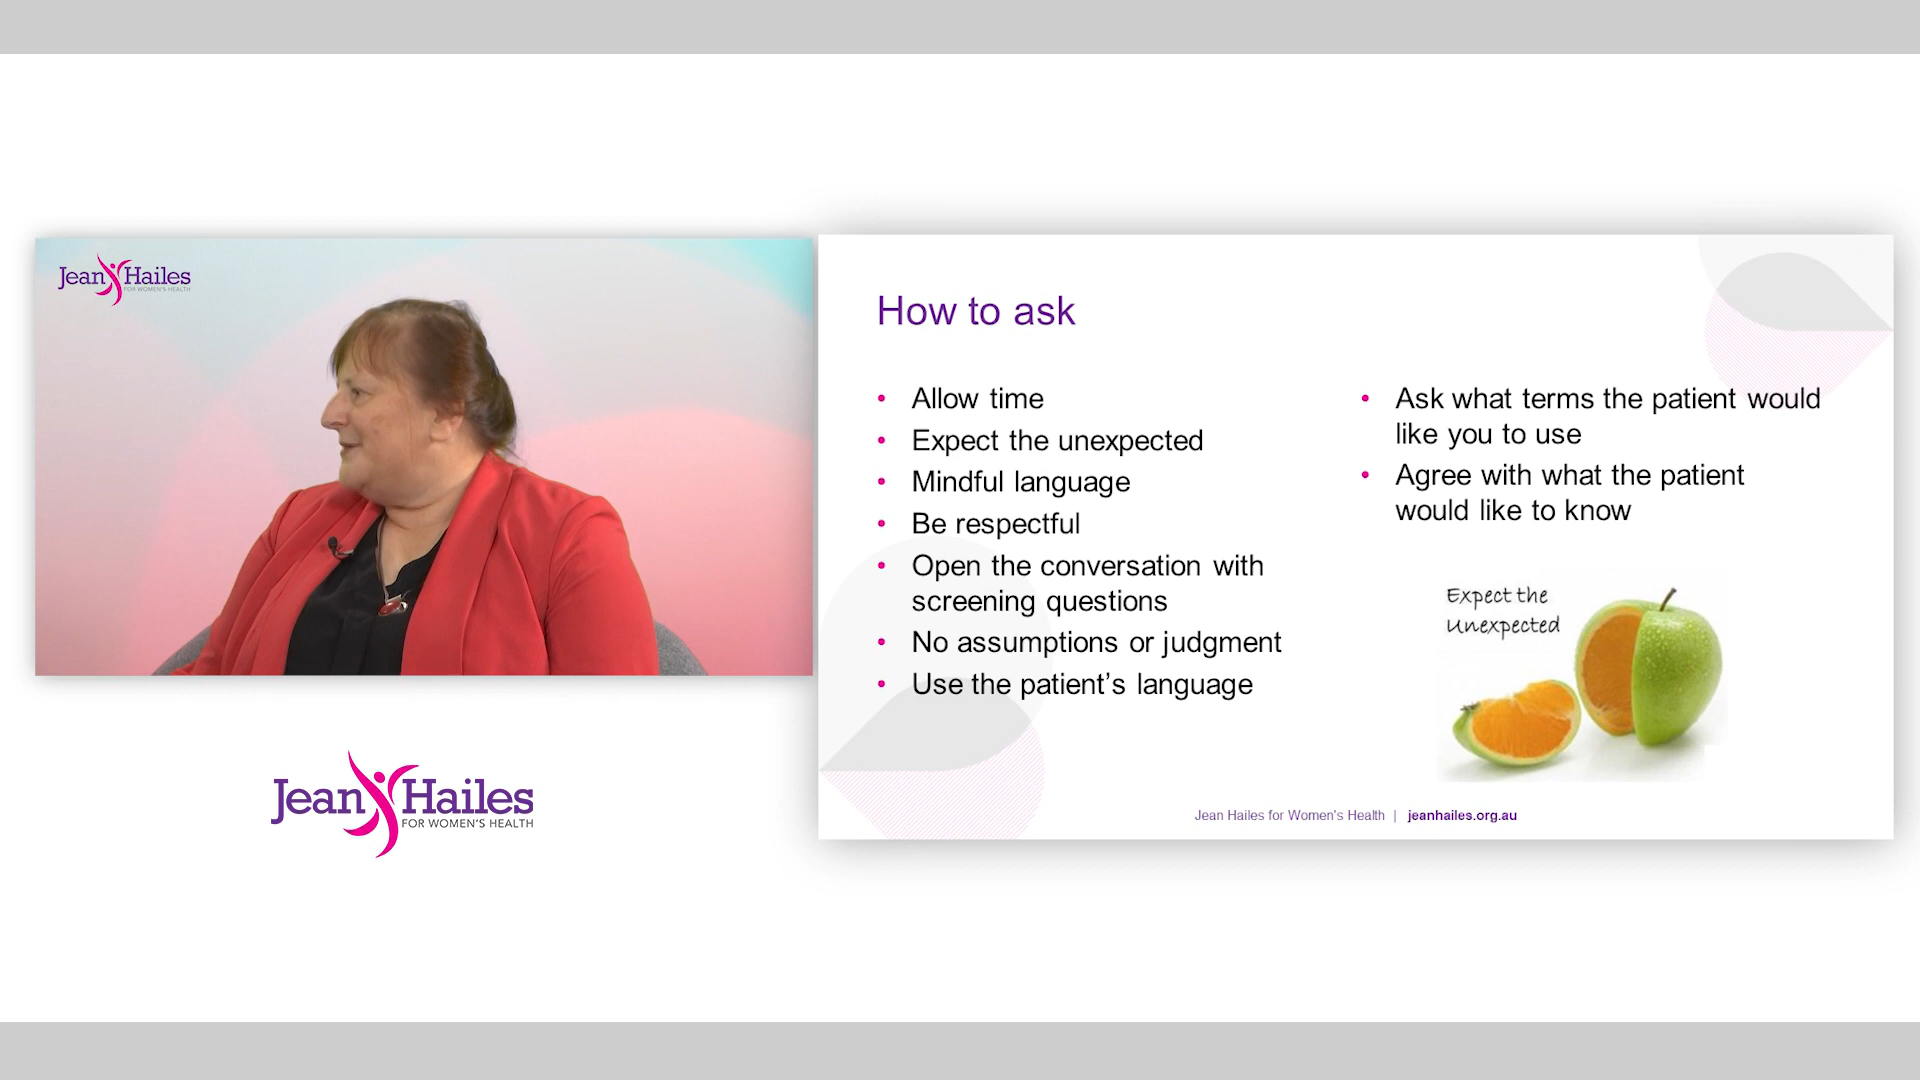 Jean Hailes
FOR WOMEN'S HEALTH
Jean Hailes
FOR WOMEN'S HEALTH
How to ask
• Allow time
• Expect the unexpected
• Mindful language
• Be respectful
• Open the conversation with
screening questions
• No assumptions or judgment
• Use the patient’s language
• Ask what terms the patient would
like you to use
• Agree with what the patient
would like to know
Expect the
Unexpected
Jean Hailes for Women's Health | jeanhailes.org.au